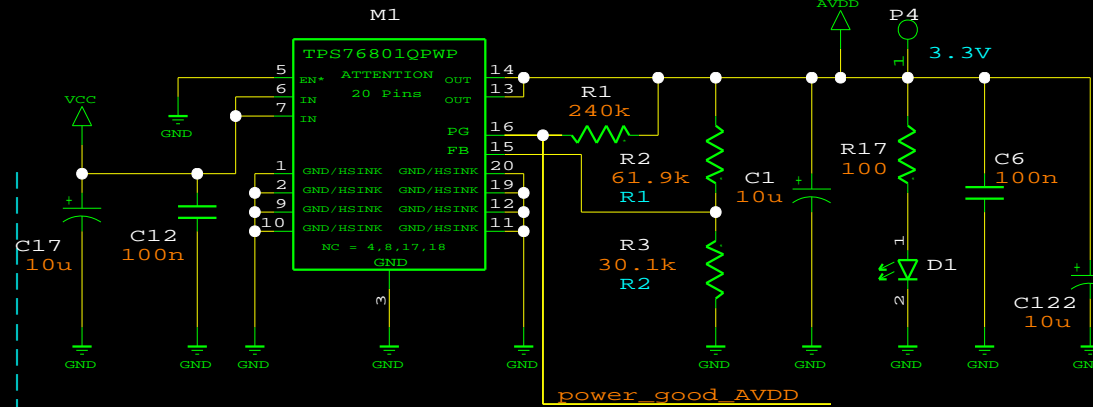 M1
AVDD
P4
TPS76801QPWP
3.3V
1
ATTENTION
20 Pins
5
EN*
OUT
14
6
IN
OUT
13
7
IN
VCC
GND
R1
240k
PG
16
FB
15
1
GND/HSINK
GND/HSINK
20
2
GND/HSINK
GND/HSINK
19
9
GND/HSINK
GND/HSINK
12
10
GND/HSINK
GND/HSINK
11
NC = 4,8,17,18
GND
3
R2
61.9k
R1
C1
10u
R17
100
C6
100n
+
+
C17
10u
C12
100n
R3
30.1k
R2
1
D1
2
+
C122
10u
GND
GND
GND
GND
GND
GND
GND
GND
GND
GND
GND
power_good_AVDD